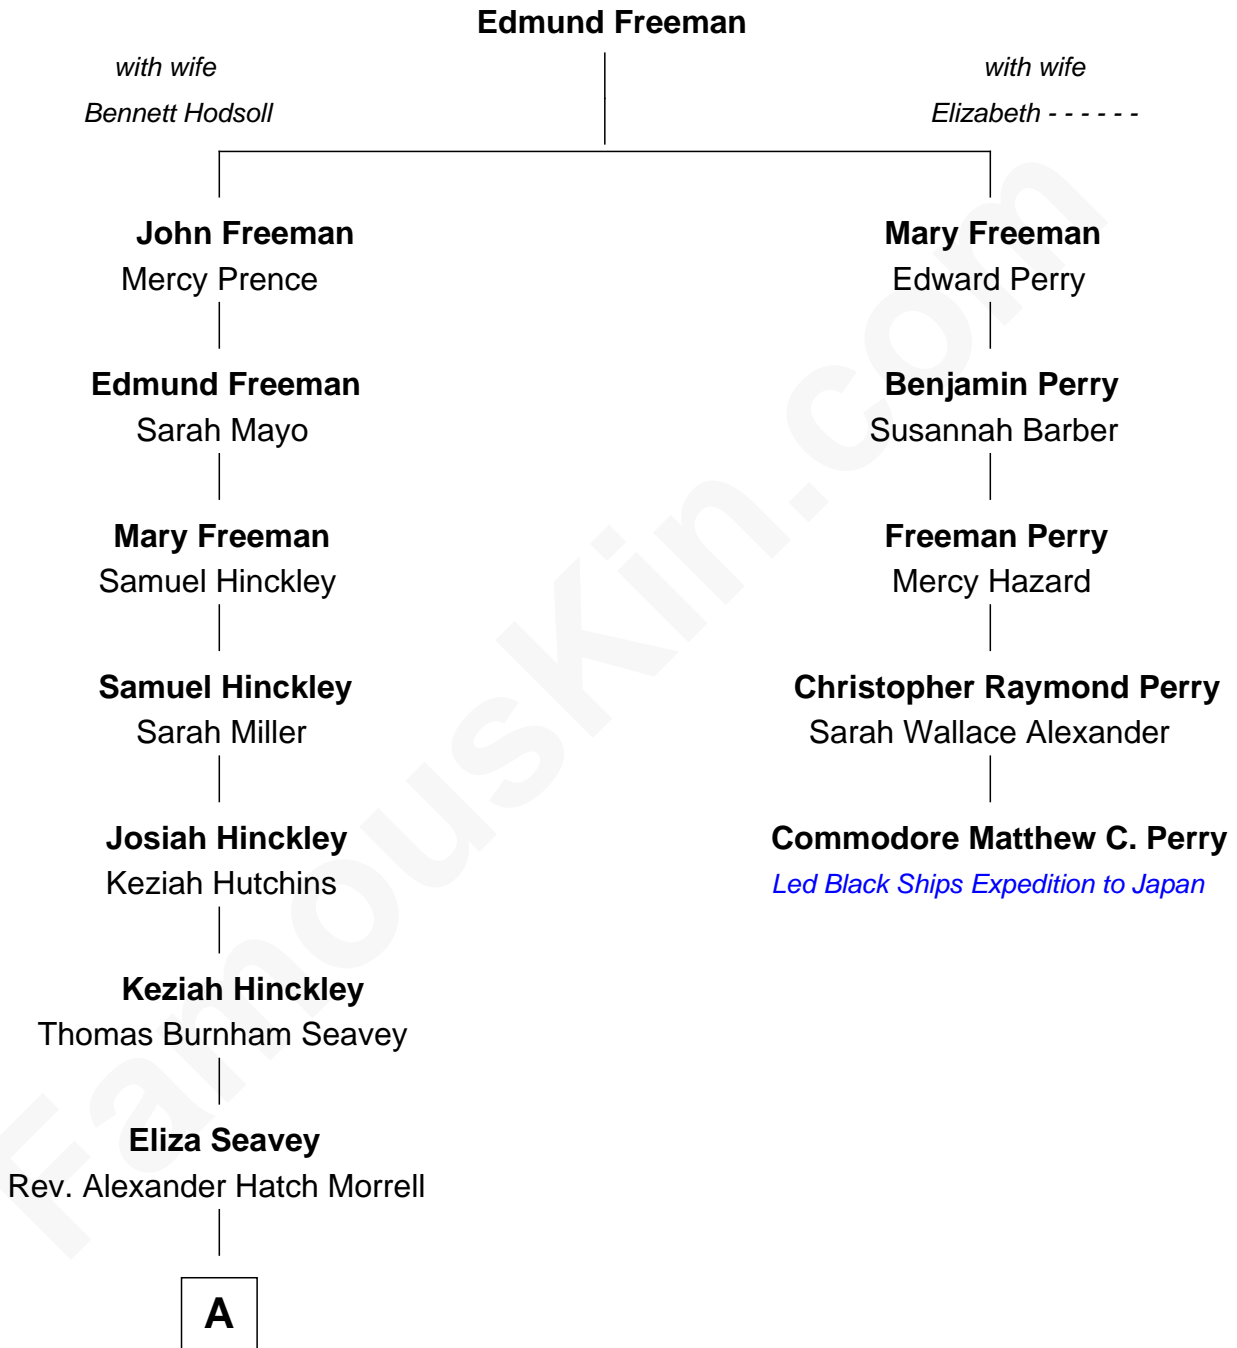 Edmund Freeman
with wife
Bennett Hodsoll
with wife
Elizabeth - - - - - -
John Freeman
Mercy Prence
Mary Freeman
Edward Perry
Edmund Freeman
Sarah Mayo
Benjamin Perry
Susannah Barber
Mary Freeman
Samuel Hinckley
Freeman Perry
Mercy Hazard
Samuel Hinckley
Sarah Miller
Christopher Raymond Perry
Sarah Wallace Alexander
Josiah Hinckley
Keziah Hutchins
Commodore Matthew C. Perry
Led Black Ships Expedition to Japan
Keziah Hinckley
Thomas Burnham Seavey
Eliza Seavey
Rev. Alexander Hatch Morrell
A
FamousKin.com